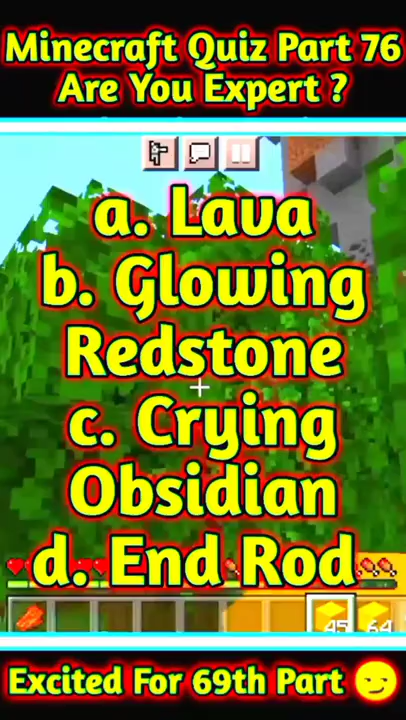 Minecraft Quiz Part 76
Are You Expert ?
a. Lava
b. Glowing
Redstone
c. Crying
Obsidian
d. End Rod
45 64
Excited For 69th Part 😏